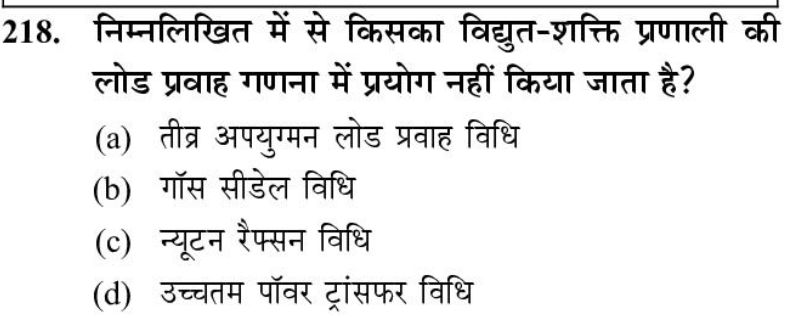 218. निम्नलिखित में से किसका विद्युत-शक्ति प्रणाली की
लोड प्रवाह गणना में प्रयोग नहीं किया जाता है?
(a) तीव्र अपयुग्मन लोड प्रवाह विधि
(b) गॉस सीडेल विधि
(c) न्यूटन रैफ्सन विधि
(d) उच्चतम पॉवर ट्रांसफर विधि